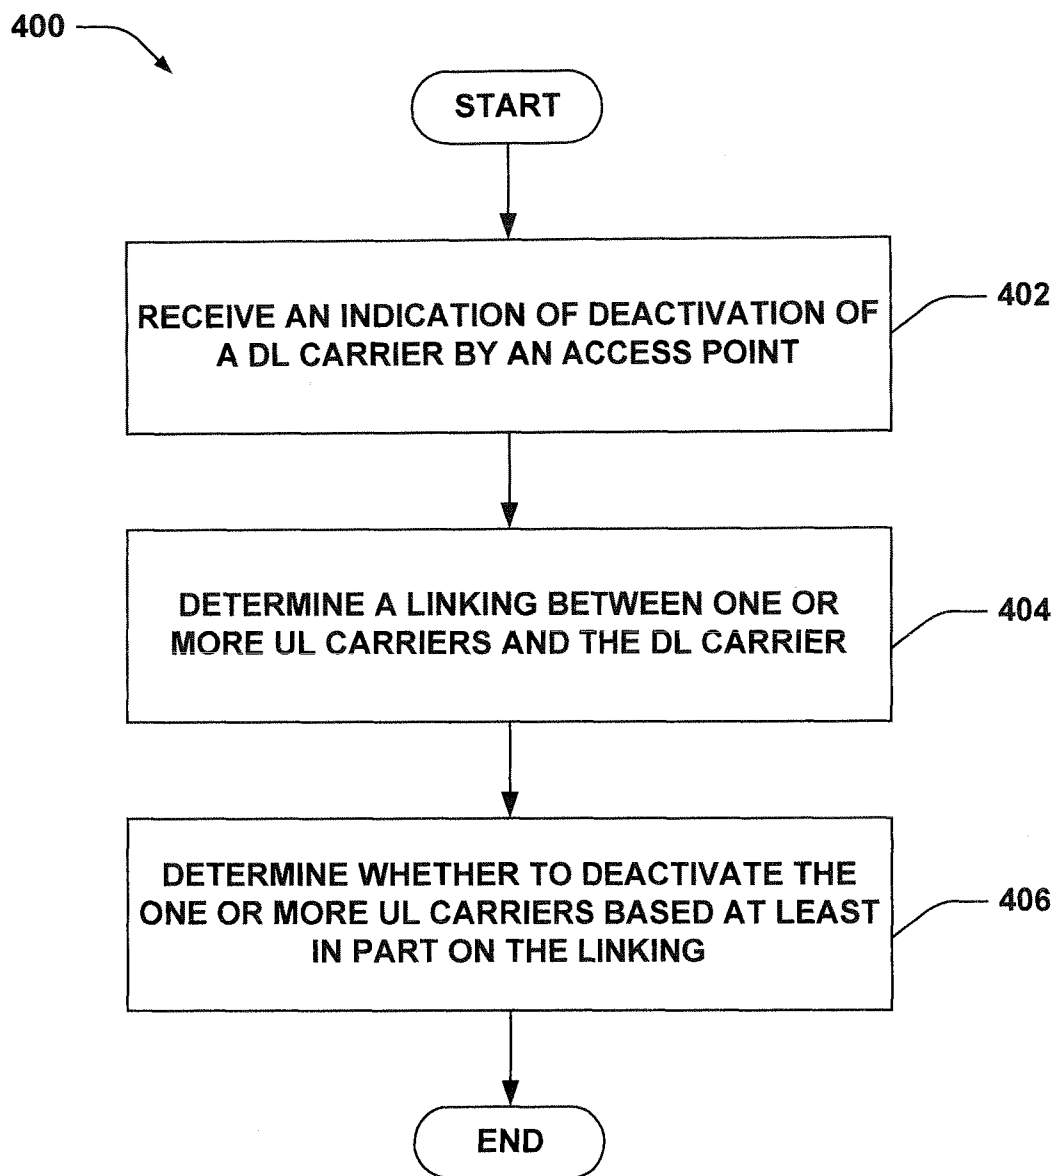 400
START
RECEIVE AN INDICATION OF DEACTIVATION OF
A DL CARRIER BY AN ACCESS POINT
402
DETERMINE A LINKING BETWEEN ONE OR
MORE UL CARRIERS AND THE DL CARRIER
404
DETERMINE WHETHER TO DEACTIVATE THE
ONE OR MORE UL CARRIERS BASED AT LEAST
IN PART ON THE LINKING
406
END